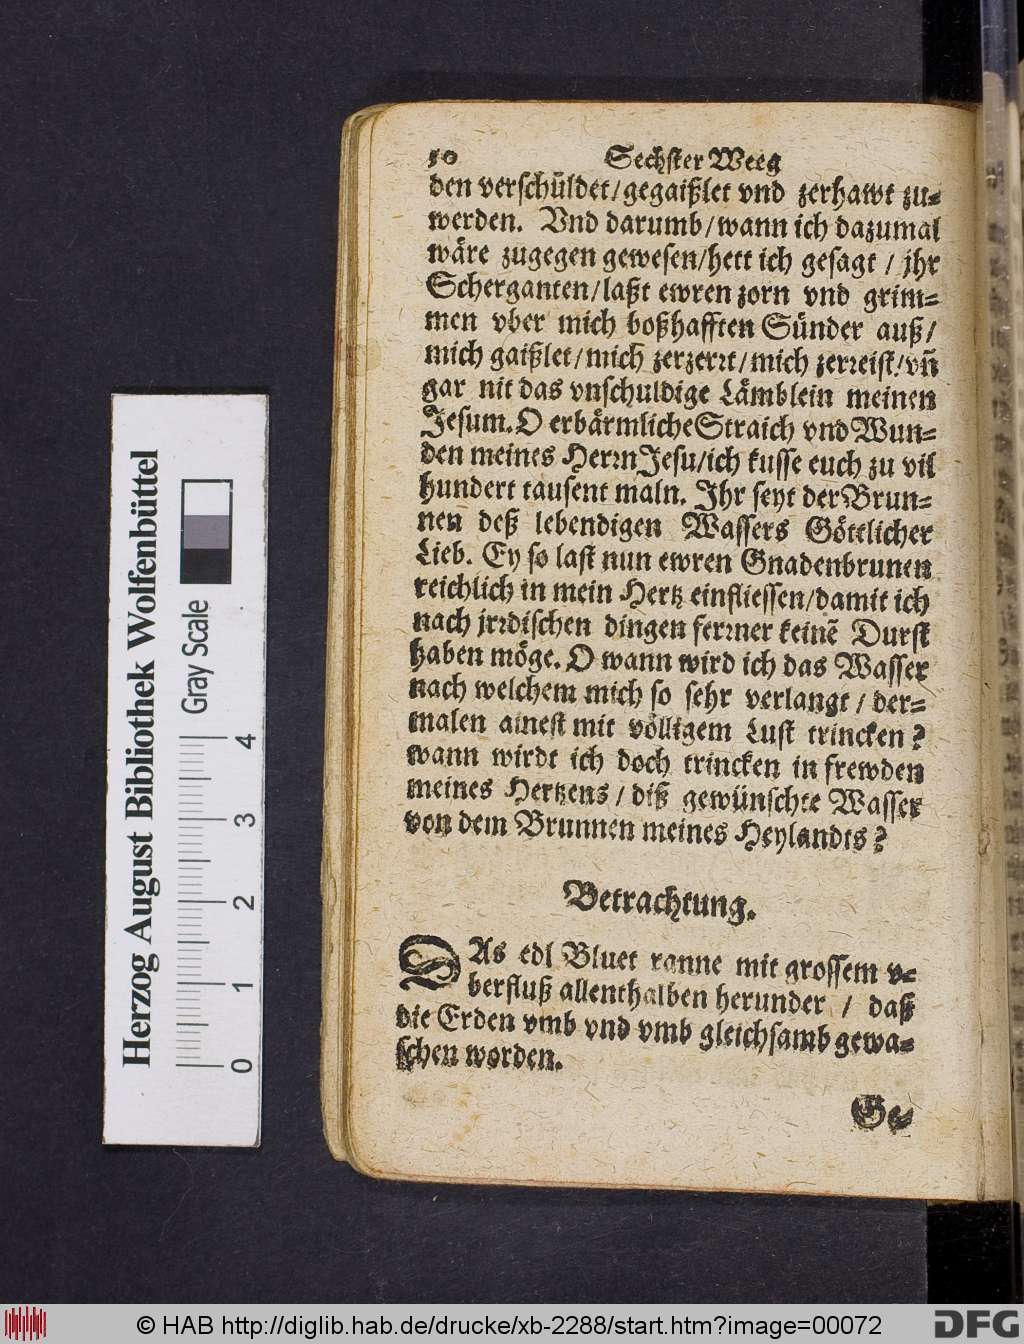 50 Sechster Weeg
den verschüldet/gegaißlet vnd zerhawt zu⸗
werden. Vnd darumb/wann ich dazumal
wäre zugegen gewesen/hett ich gesagt / jhr
Scherganten/laßt ewren zorn vnd grim⸗
men vber mich boßhafften Sünder auß/
mich gaißlet/mich zerzerrt/mich zerreist/vñ
gar nit das vnschuldige Lämblein meinen
Jesum. O erbärmliche Straich vnd Wun⸗
den meines Herrn Jesu/ich kusse euch zu vil
hundert tausent maln. Ihr seyt der Brun⸗
nen deß lebendigen Wassers Göttlicher
Lieb. Ey so last nun ewren Gnadenbrunen
reichlich in mein Hertz einfliessen/damit ich
nach jrrdischen dingen ferrner keinē Durst
haben möge. O wann wird ich das Wasser
nach welchem mich so sehr verlangt / der⸗
malen ainest mit völligem Lust trincken?
wann wirdt ich doch trincken in frewden
meines Hertzens / diß gewünschte Wasser
von dem Brunnen meines Heylandts?
Betrachtung.
DAs edl Bluet ranne mit grossem v⸗
berfluß allenthalben herunder / daß
die Erden vmb vnd vmb gleichsamb gewa⸗
schen worden.
Ge⸗
Herzog August Bibliothek Wolfenbüttel
Gray Scale
0 1 2 3 4
© HAB http://diglib.hab.de/drucke/xb-2288/start.htm?image=00072
DFG